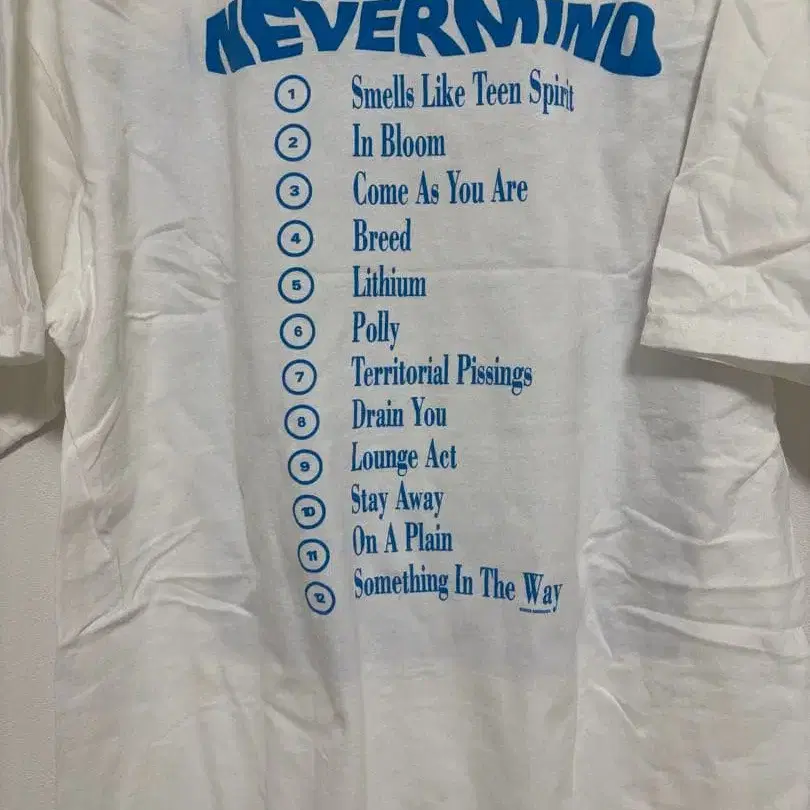 NEVERMIND
1 Smells Like Teen Spirit
2 In Bloom
3 Come As You Are
4 Breed
5 Lithium
6 Polly
7 Territorial Pissings
8 Drain You
9 Lounge Act
10 Stay Away
11 On A Plain
12 Something In The Way